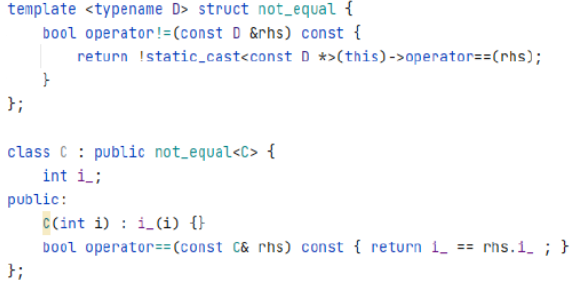 template <typename D> struct not_equal {
    bool operator!=(const D &rhs) const {
        return !static_cast<const D *>(this)->operator==(rhs);
    }
};

class C : public not_equal<C> {
    int i_;
public:
    C(int i) : i_(i) {}
    bool operator==(const C& rhs) const { return i_ == rhs.i_ ; }
};